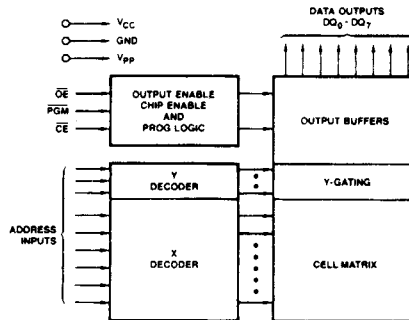 DATA OUTPUTS
DQ0 - DQ7
VCC
GND
VPP
OE
PGM
CE
OUTPUT ENABLE
CHIP ENABLE
AND
PROG LOGIC
OUTPUT BUFFERS
Y
DECODER
Y-GATING
ADDRESS
INPUTS
X
DECODER
CELL MATRIX